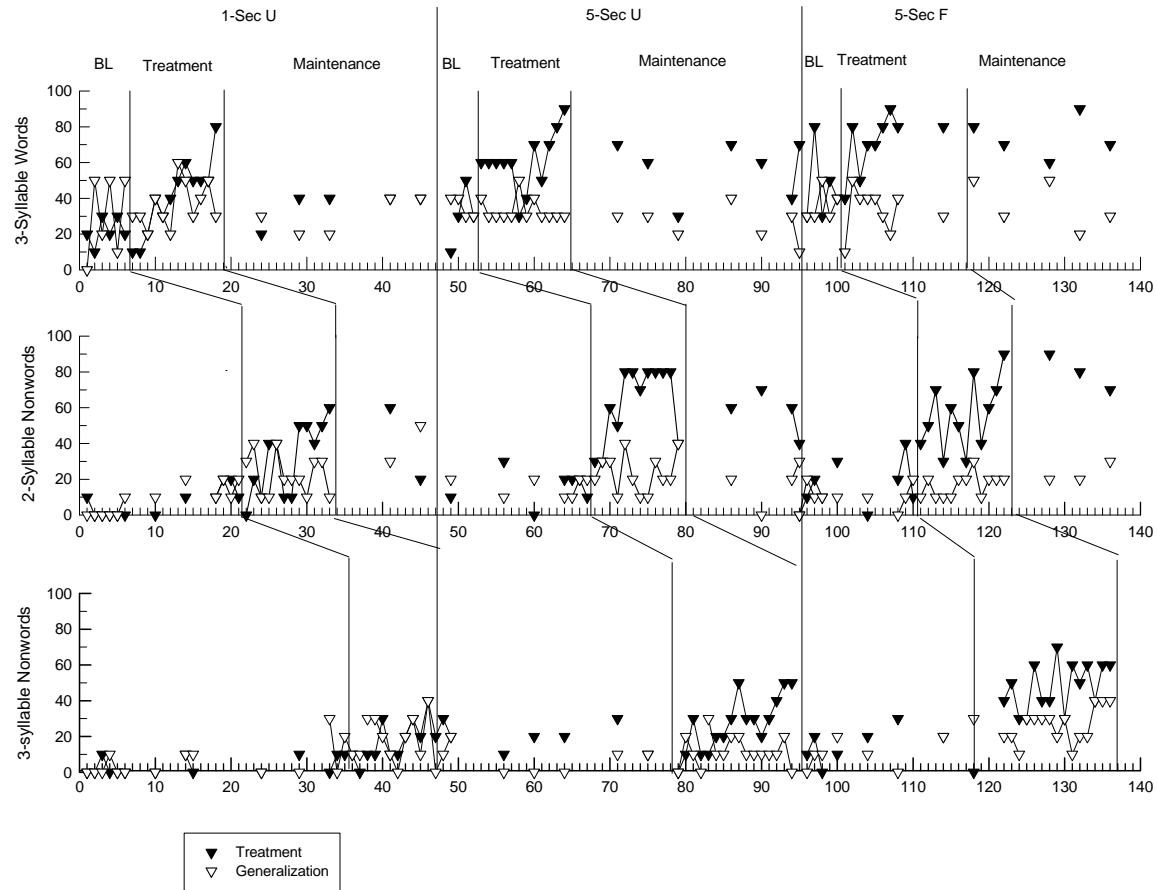 1-Sec U 5-Sec U 5-Sec F
BL Treatment Maintenance BL Treatment Maintenance BL Treatment Maintenance
3-Syllable Words
100
80
60
40
20
0
0 10 20 30 40 50 60 70 80 90 100 110 120 130 140
2-Syllable Nonwords
100
80
60
40
20
0
0 10 20 30 40 50 60 70 80 90 100 110 120 130 140
3-syllable Nonwords
100
80
60
40
20
0
0 10 20 30 40 50 60 70 80 90 100 110 120 130 140
Treatment
Generalization